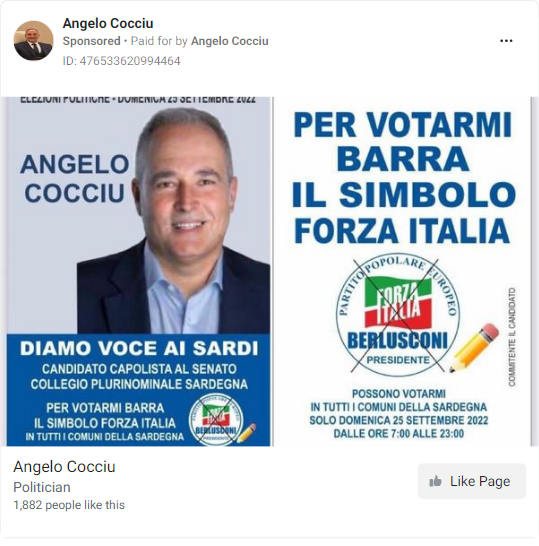 Angelo Cocciu
Sponsored • Paid for by Angelo Cocciu
ID: 476533620994464
ELEZIONI POLITICHE - DOMENICA 25 SETTEMBRE 2022
ANGELO
COCCIU
DIAMO VOCE AI SARDI
CANDIDATO CAPOLISTA AL SENATO
COLLEGIO PLURINOMINALE SARDEGNA
PER VOTARMI BARRA
IL SIMBOLO FORZA ITALIA
IN TUTTI I COMUNI DELLA SARDEGNA
FORZA
ITALIA
BERLUSCONI
PER VOTARMI
BARRA
IL SIMBOLO
FORZA ITALIA
PARTITO POPOLARE EUROPEO
FORZA
ITALIA
BERLUSCONI
PRESIDENTE
COMMITENTE IL CANDIDATO
POSSONO VOTARMI
IN TUTTI I COMUNI DELLA SARDEGNA
SOLO DOMENICA 25 SETTEMBRE 2022
DALLE ORE 7:00 ALLE 23:00
Angelo Cocciu
Politician
1,882 people like this
Like Page